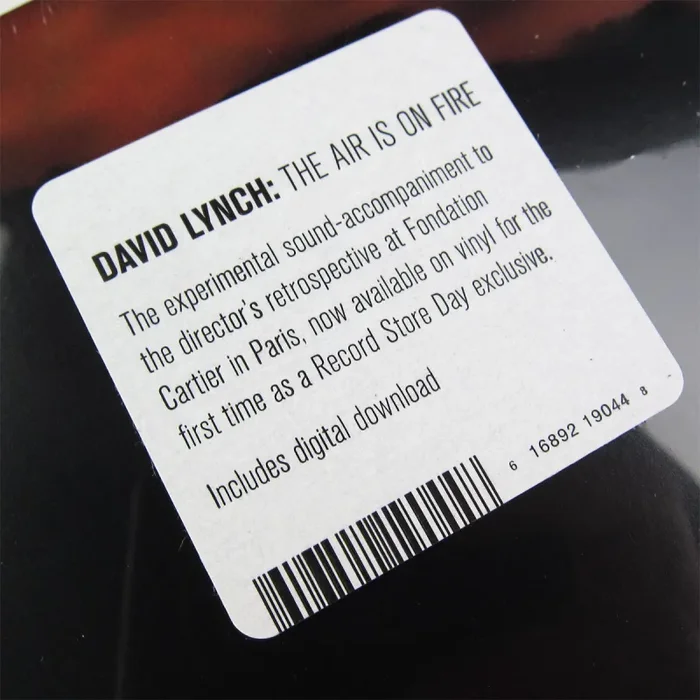 DAVID LYNCH: THE AIR IS ON FIRE
The experimental sound-accompaniment to
the director's retrospective at Fondation
Cartier in Paris, now available on vinyl for the
first time as a Record Store Day exclusive.
Includes digital download
6 16892 19044 8